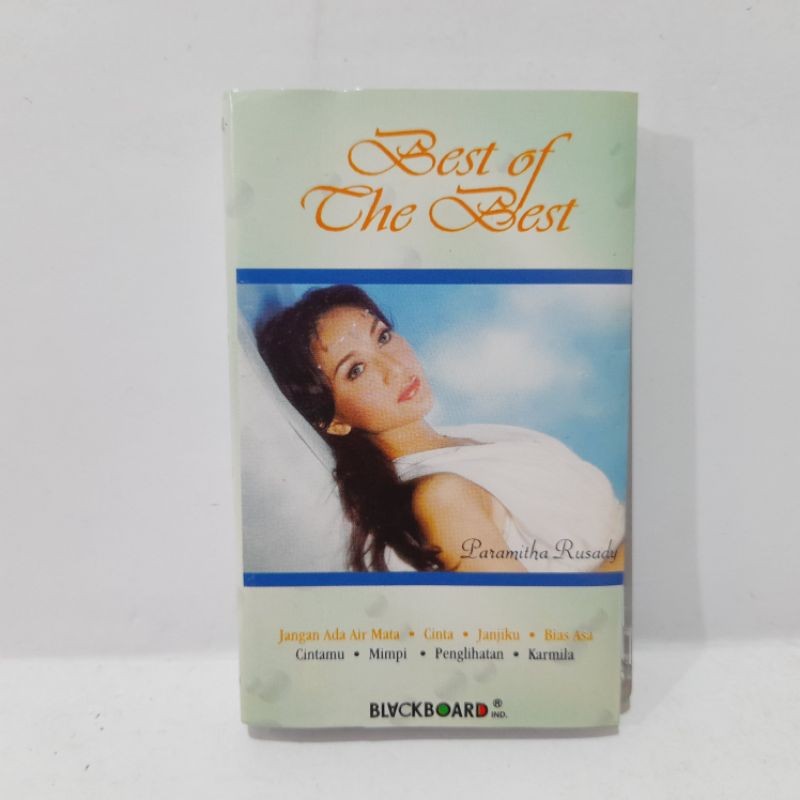 Best of
The Best
Paramitha Rusady
Jangan Ada Air Mata • Cinta • Janjiku • Bias Asa
Cintamu • Mimpi • Penglihatan • Karmila
BLACKBOARD ® IND.